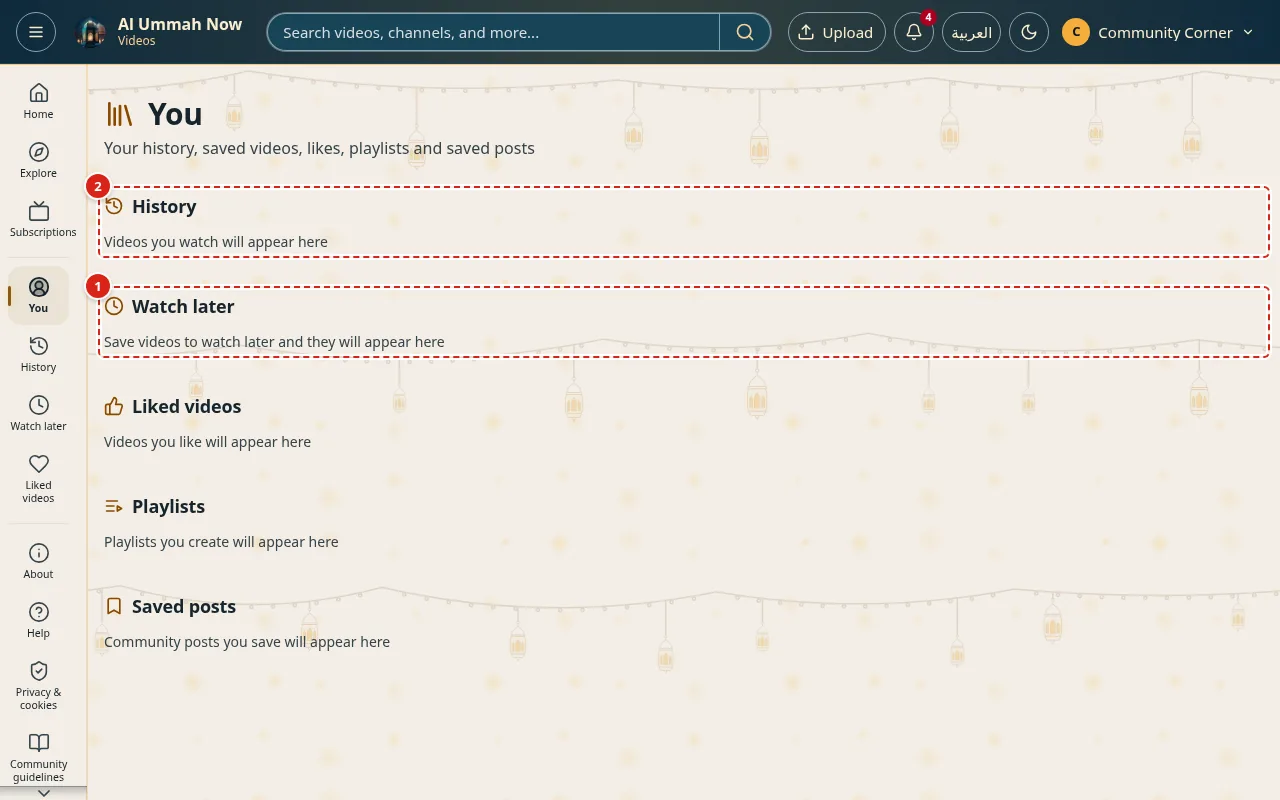 Al Ummah Now
Videos
Search videos, channels, and more...
Upload
4
العربية
C
Community Corner
Home
Explore
Subscriptions
You
History
Watch later
Liked
videos
About
Help
Privacy &
cookies
Community
guidelines
You
Your history, saved videos, likes, playlists and saved posts
2
History
Videos you watch will appear here
1
Watch later
Save videos to watch later and they will appear here
Liked videos
Videos you like will appear here
Playlists
Playlists you create will appear here
Saved posts
Community posts you save will appear here